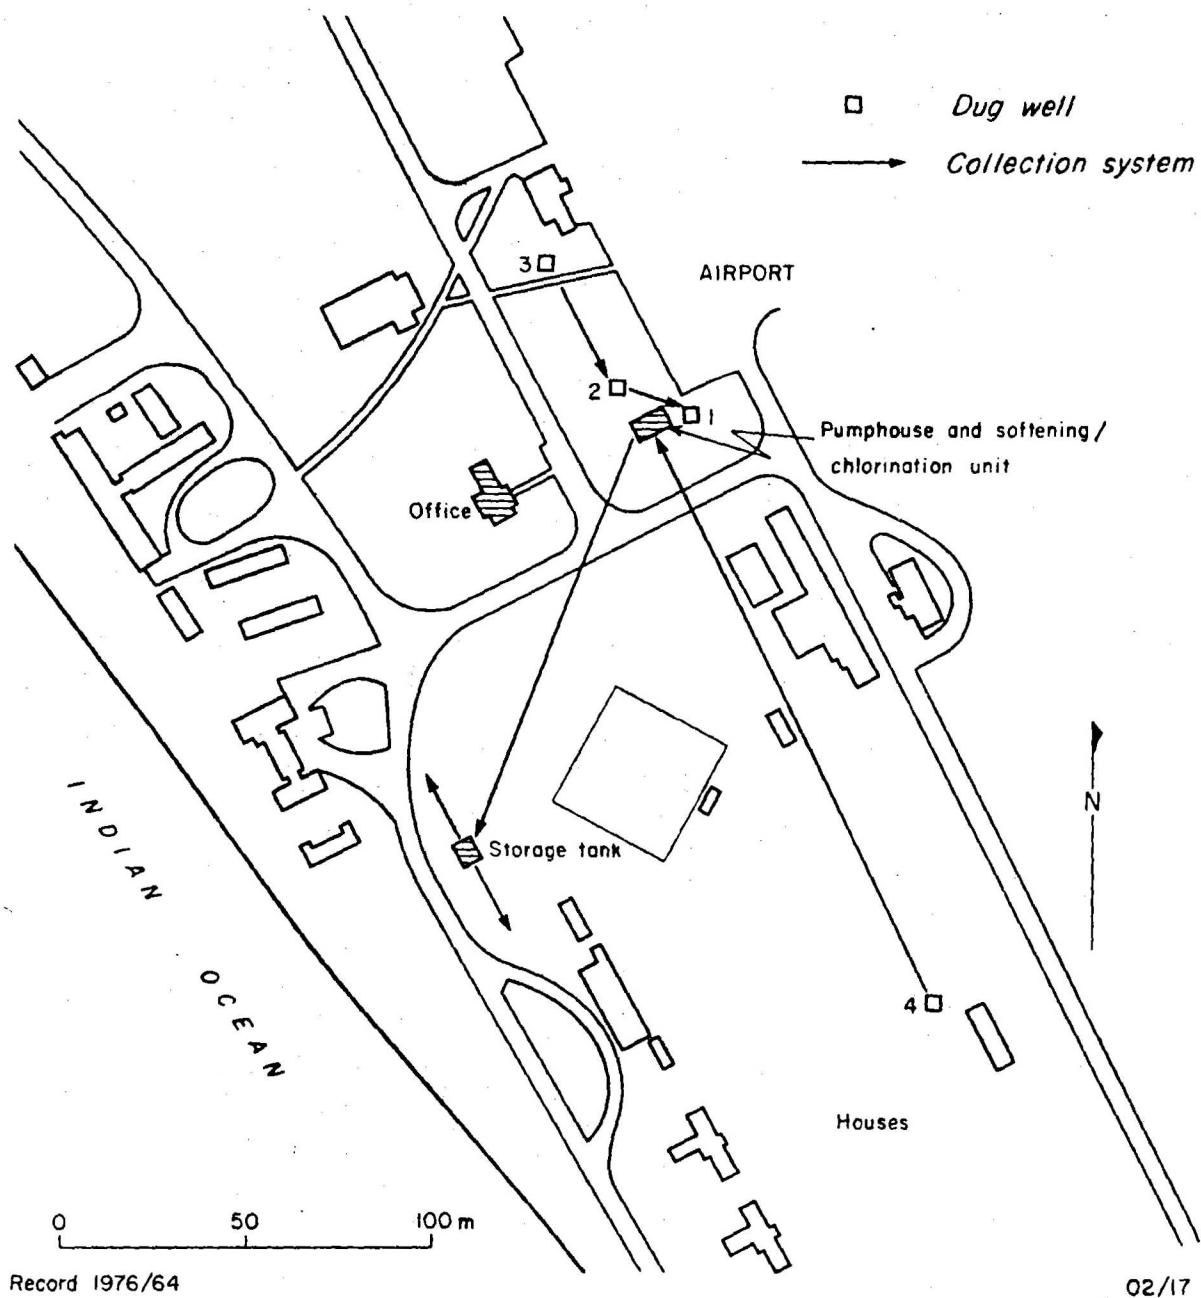 Dug well
Collection system
3
AIRPORT
2
1
Pumphouse and softening/
chlorination unit
Office
N
Storage tank
INDIAN
OCEAN
4
Houses
0 50 100 m
Record 1976/64
02/17